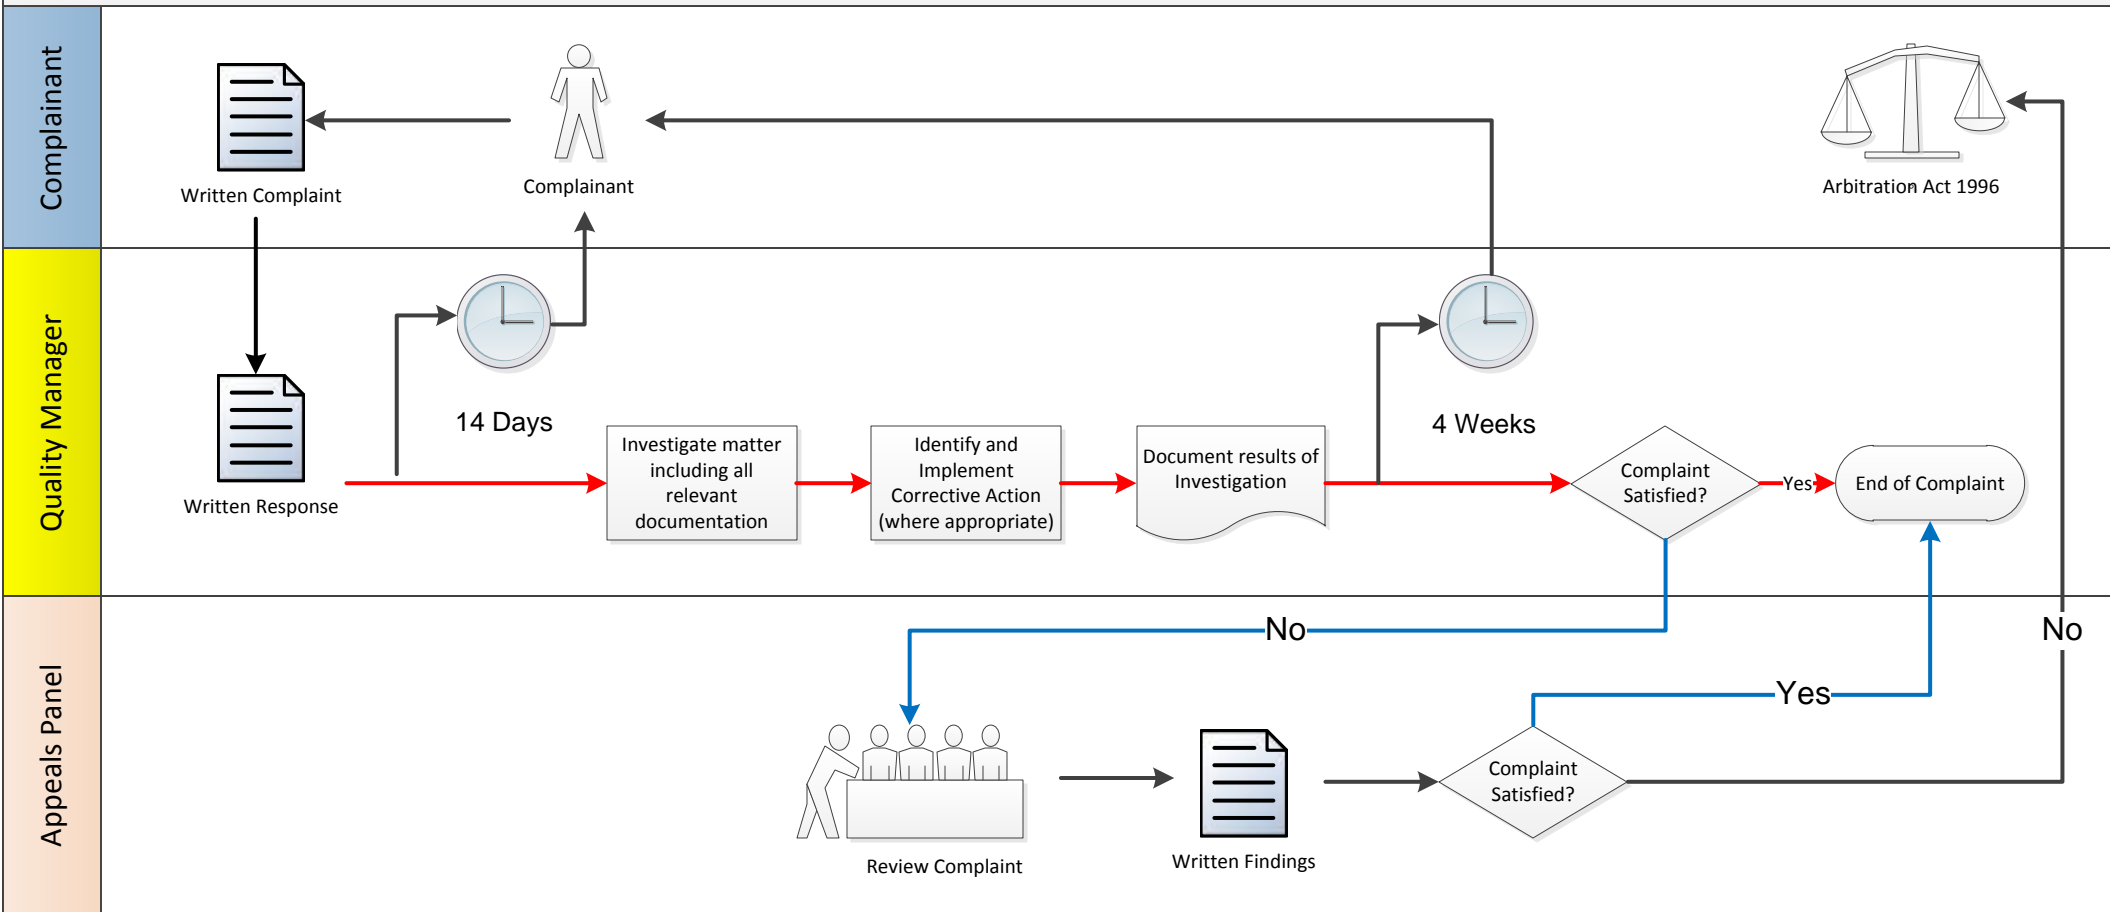 Complainant
Written Complaint
Complainant
Arbitration Act 1996
Quality Manager
Written Response
14 Days
Investigate matter
including all
relevant
documentation
Identify and
Implement
Corrective Action
(where appropriate)
Document results of
Investigation
4 Weeks
Complaint
Satisfied?
Yes
End of Complaint
Appeals Panel
No
No
Yes
Review Complaint
Written Findings
Complaint
Satisfied?